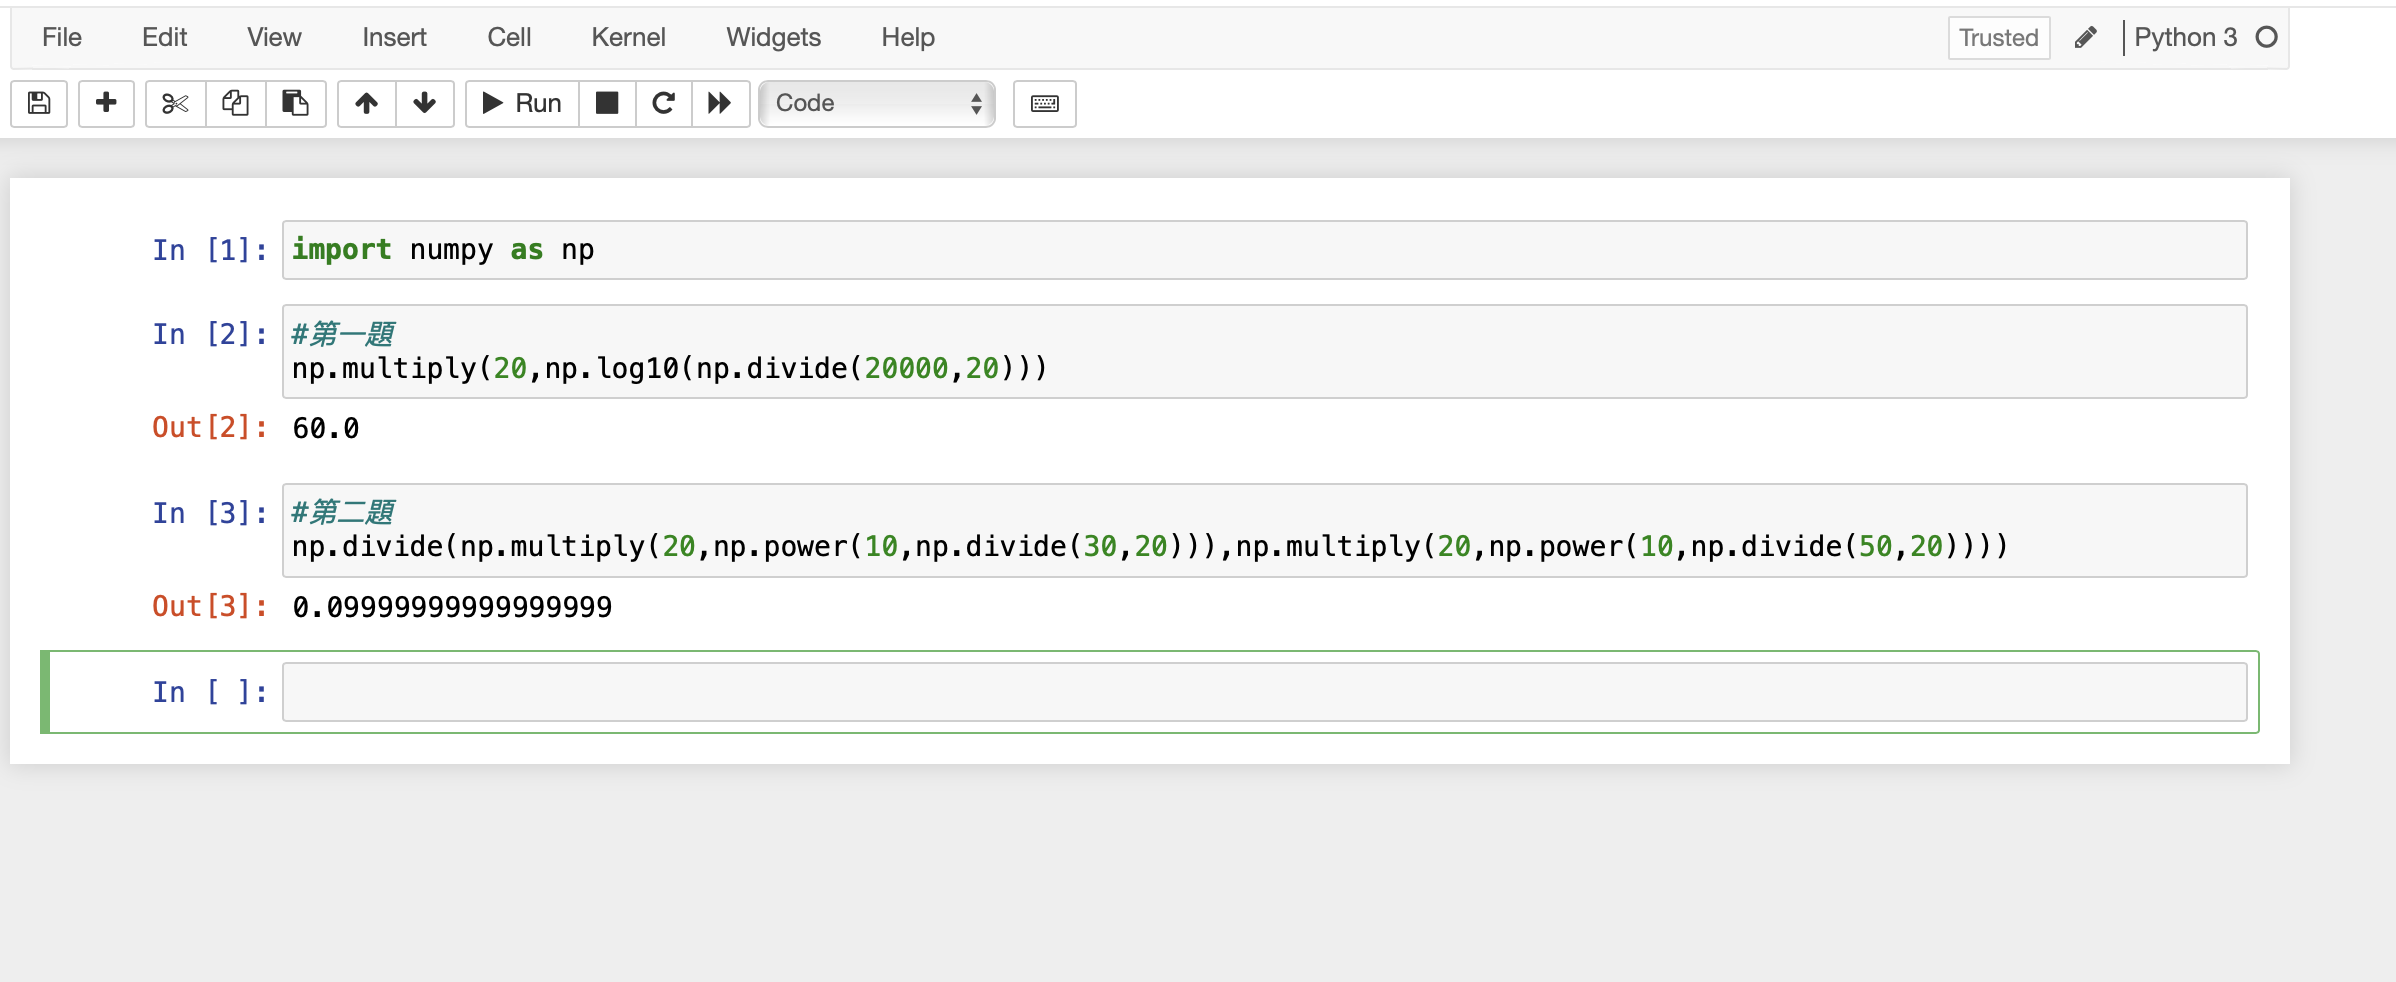 File Edit View Insert Cell Kernel Widgets Help Trusted Python 3
Run Code
In [1]: import numpy as np
In [2]: #第一題
np.multiply(20,np.log10(np.divide(20000,20)))
Out[2]: 60.0
In [3]: #第二題
np.divide(np.multiply(20,np.power(10,np.divide(30,20))),np.multiply(20,np.power(10,np.divide(50,20))))
Out[3]: 0.09999999999999999
In [ ]: